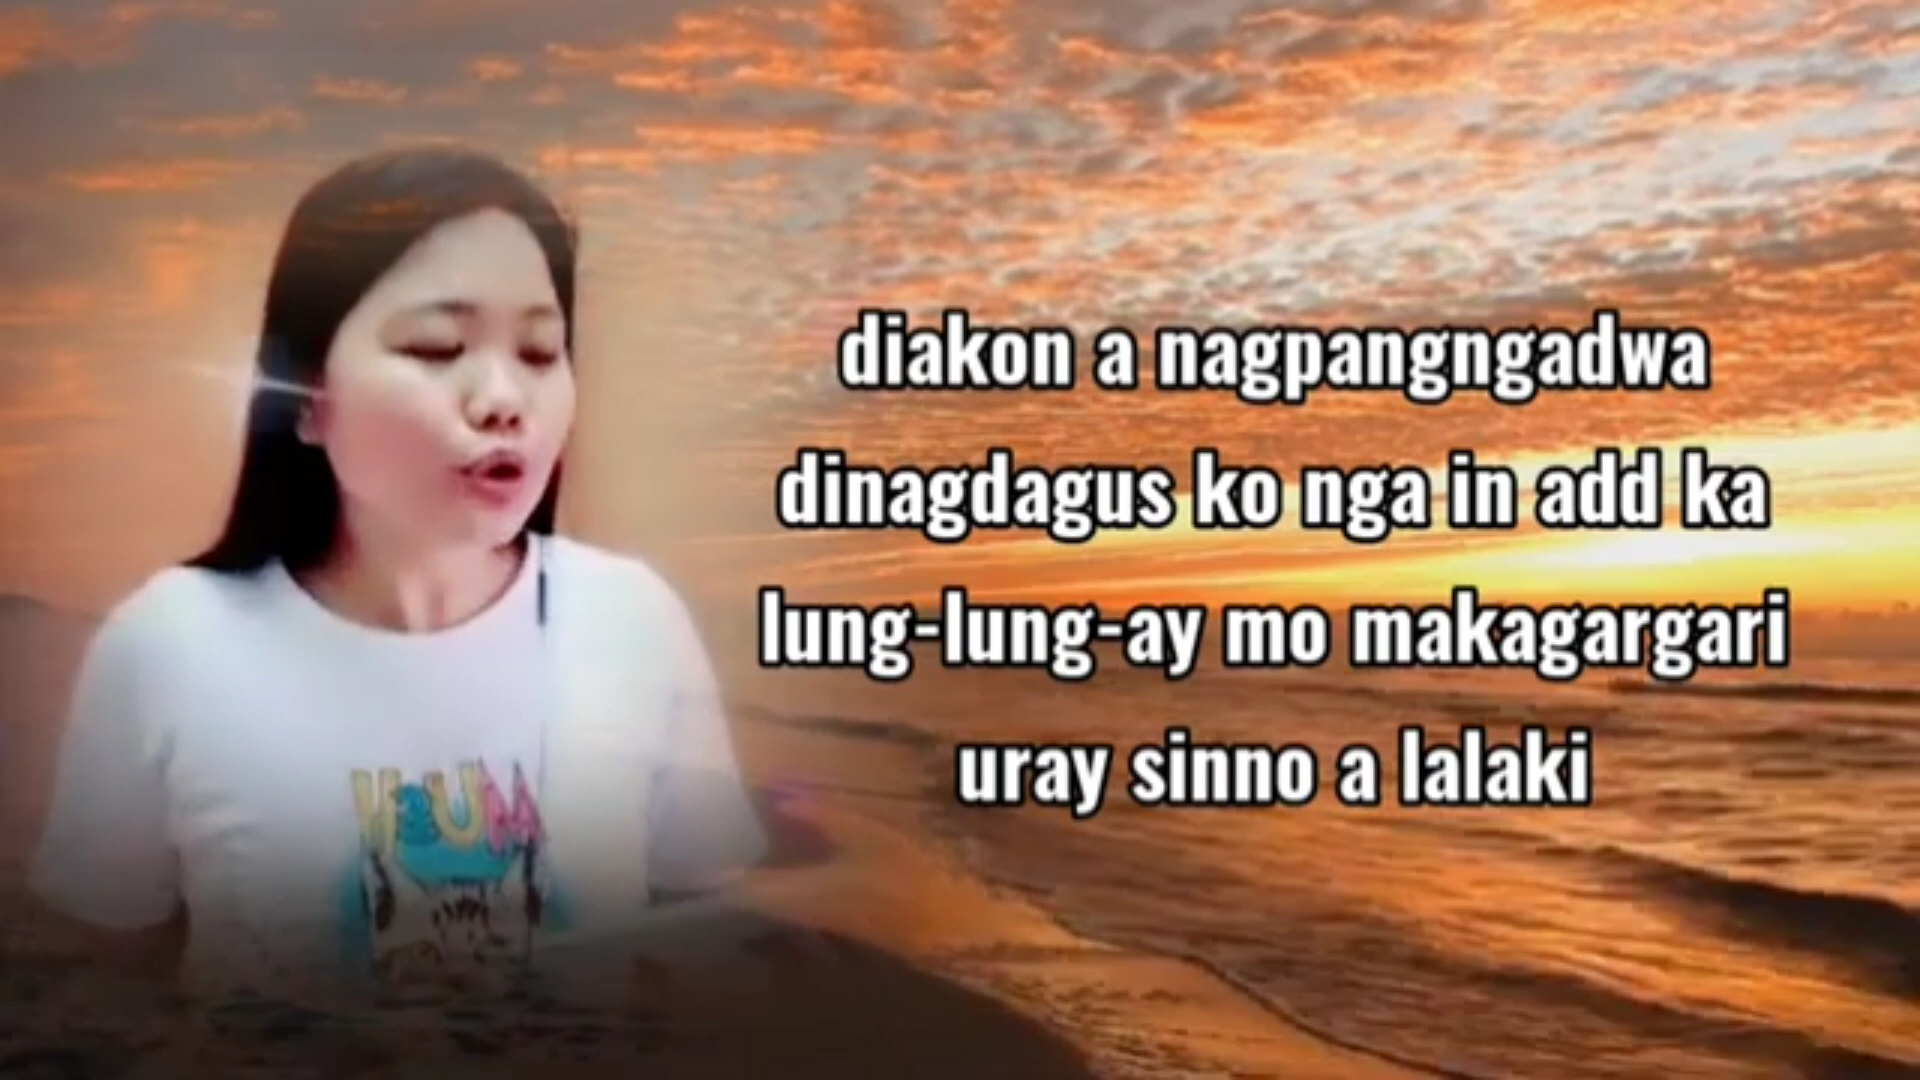 diakon a nagpangngadwa
dinagdagus ko nga in add ka
lung-lung-ay mo makagargari
uray sinno a lalaki